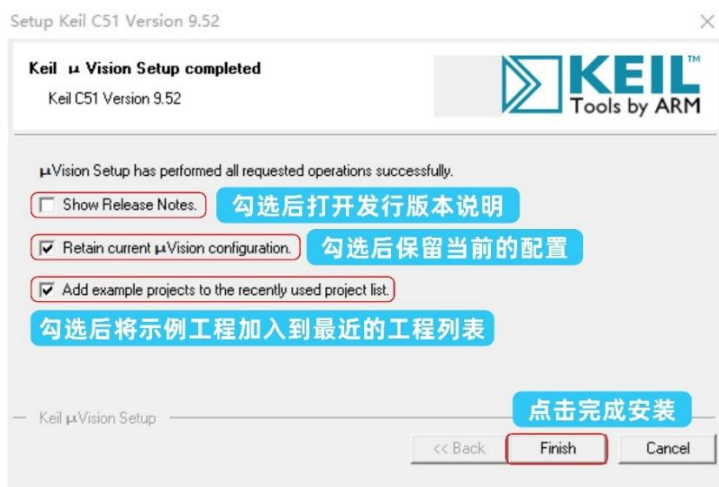 Setup Keil C51 Version 9.52
Keil μ Vision Setup completed
Keil C51 Version 9.52
KEIL™
Tools by ARM
μVision Setup has performed all requested operations successfully.
Show Release Notes. 勾选后打开发行版本说明
Retain current μVision configuration. 勾选后保留当前的配置
Add example projects to the recently used project list.
勾选后将示例工程加入到最近的工程列表
点击完成安装
Keil μVision Setup
<< Back Finish Cancel